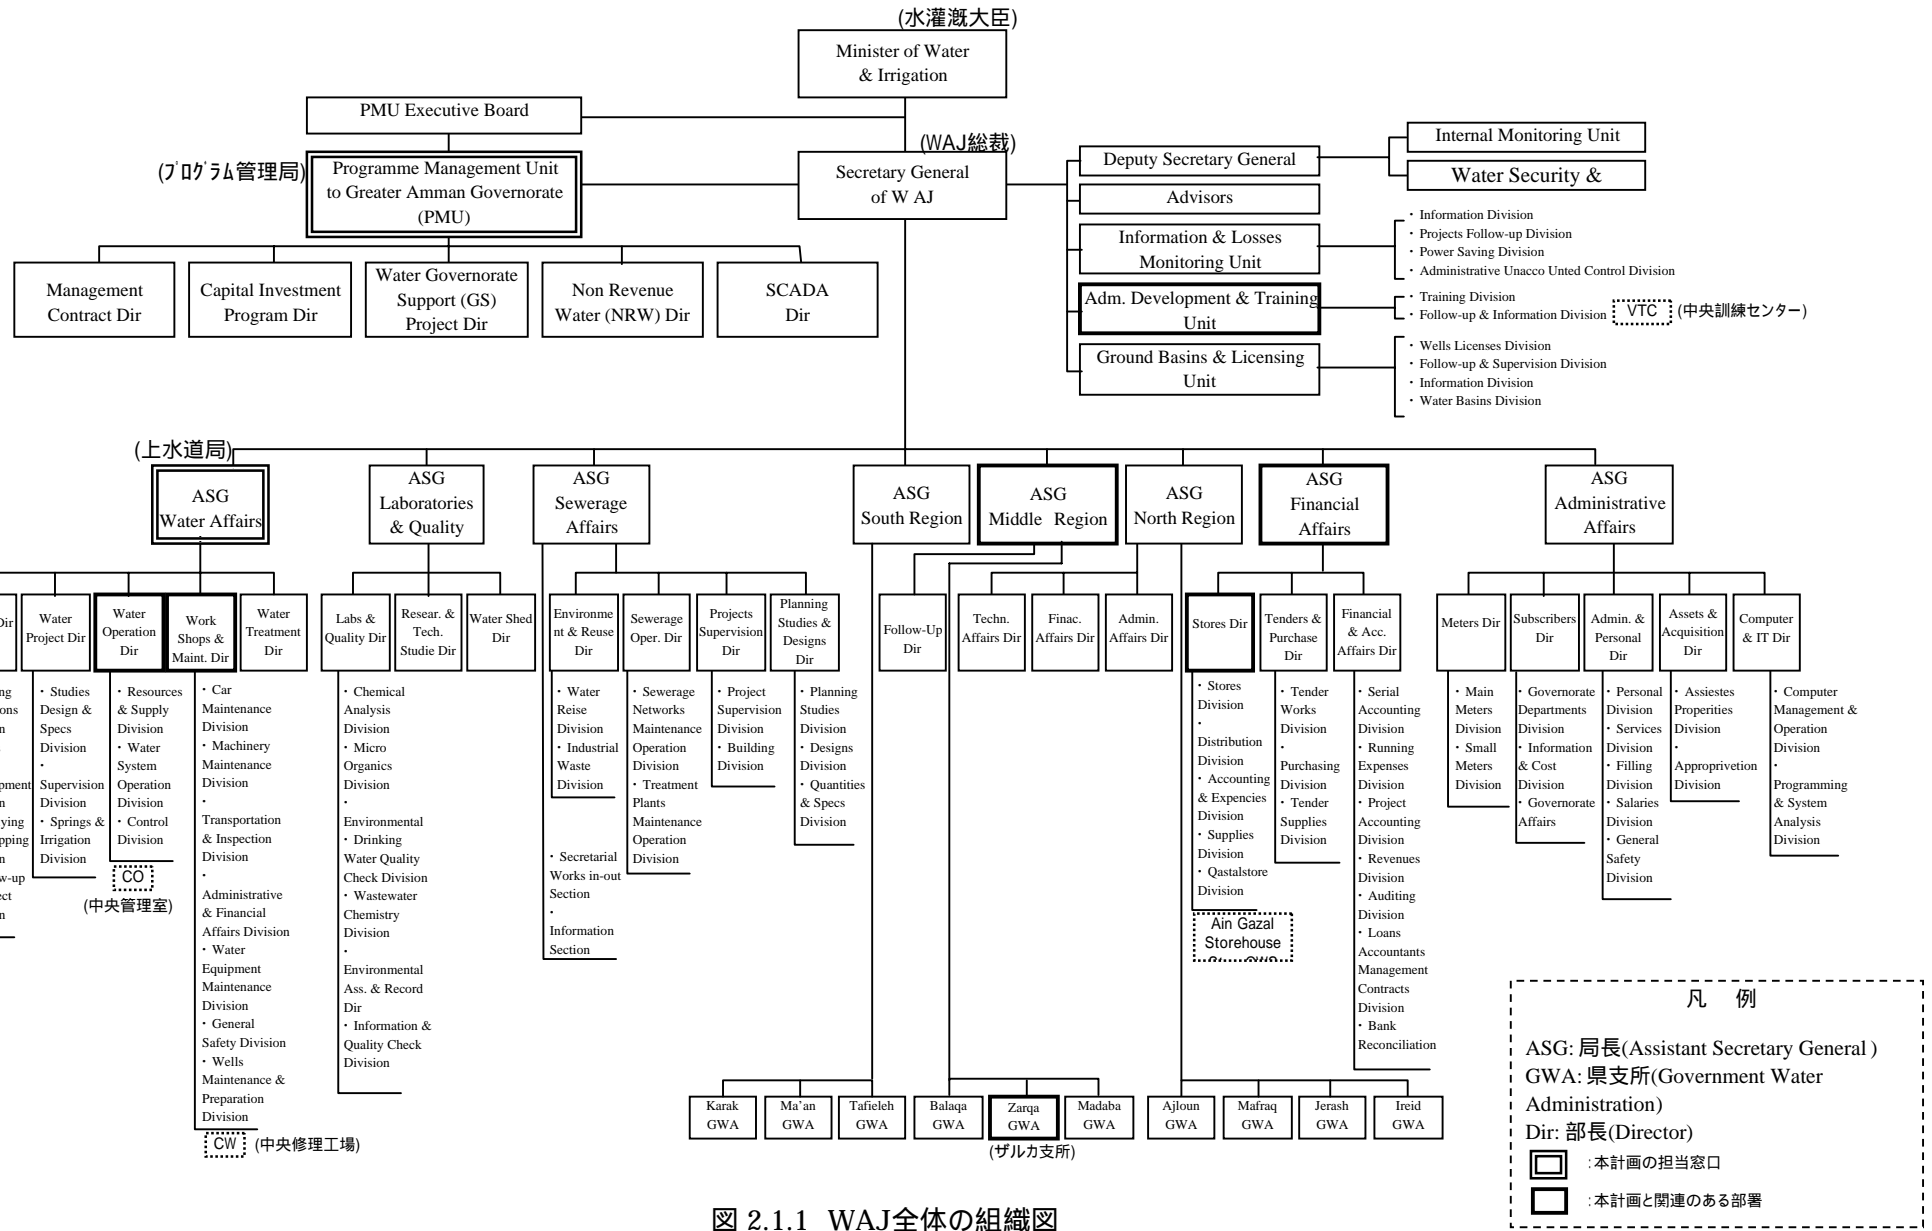 (水灌漑大臣)
Minister of Water
& Irrigation
PMU Executive Board
(プログラム管理局)
Programme Management Unit
to Greater Amman Governorate
(PMU)
(WAJ総裁)
Secretary General
of W AJ
Deputy Secretary General
Internal Monitoring Unit
Water Security &
Advisors
Information & Losses
Monitoring Unit
・ Information Division
・ Projects Follow-up Division
・ Power Saving Division
・ Administrative Unacco Unted Control Division
Adm. Development & Training
Unit
・ Training Division
・ Follow-up & Information Division
VTC
(中央訓練センター)
Ground Basins & Licensing
Unit
・ Wells Licenses Division
・ Follow-up & Supervision Division
・ Information Division
・ Water Basins Division
Management
Contract Dir
Capital Investment
Program Dir
Water Governorate
Support (GS)
Project Dir
Non Revenue
Water (NRW) Dir
SCADA
Dir
(上水道局)
ASG
Water Affairs
ASG
Laboratories
& Quality
ASG
Sewerage
Affairs
ASG
South Region
ASG
Middle Region
ASG
North Region
ASG
Financial
Affairs
ASG
Administrative
Affairs
Dir
Water
Project Dir
Water
Operation
Dir
Work
Shops &
Maint. Dir
Water
Treatment
Dir
Labs &
Quality Dir
Resear. &
Tech.
Studie Dir
Water Shed
Dir
Environme
nt & Reuse
Dir
Sewerage
Oper. Dir
Projects
Supervision
Dir
Planning
Studies &
Designs
Dir
Follow-Up
Dir
Techn.
Affairs Dir
Finac.
Affairs Dir
Admin.
Affairs Dir
Stores Dir
Tenders &
Purchase
Dir
Financial
& Acc.
Affairs Dir
Meters Dir
Subscribers
Dir
Admin. &
Personal
Dir
Assets &
Acquisition
Dir
Computer
& IT Dir
・ Studies
Design &
Specs
Division
・
Supervision
Division
・ Springs &
Irrigation
Division
・ Resources
& Supply
Division
・ Water
System
Operation
Division
・ Control
Division
CO
(中央管理室)
・ Car
Maintenance
Division
・ Machinery
Maintenance
Division
・
Transportation
& Inspection
Division
・
Administrative
& Financial
Affairs Division
・ Water
Equipment
Maintenance
Division
・ General
Safety Division
・ Wells
Maintenance &
Preparation
Division
CW
(中央修理工場)
・ Chemical
Analysis
Division
・ Micro
Organics
Division
・
Environmental
・ Drinking
Water Quality
Check Division
・ Wastewater
Chemistry
Division
・
Environmental
Ass. & Record
Dir
・ Information &
Quality Check
Division
・ Water
Reise
Division
・ Industrial
Waste
Division
・ Secretarial
Works in-out
Section
・
Information
Section
・ Sewerage
Networks
Maintenance
Operation
Division
・ Treatment
Plants
Maintenance
Operation
Division
・ Project
Supervision
Division
・ Building
Division
・ Planning
Studies
Division
・ Designs
Division
・ Quantities
& Specs
Division
・ Stores
Division
・
Distribution
Division
・ Accounting
& Expencies
Division
・ Supplies
Division
・ Qastalstore
Division
Ain Gazal
Storehouse
・ Tender
Works
Division
・
Purchasing
Division
・ Tender
Supplies
Division
・ Serial
Accounting
Division
・ Running
Expenses
Division
・ Project
Accounting
Division
・ Revenues
Division
・ Auditing
Division
・ Loans
Accountants
Management
Contracts
Division
・ Bank
Reconciliation
・ Main
Meters
Division
・ Small
Meters
Division
・ Governorate
Departments
Division
・ Information
& Cost
Division
・ Governorate
Affairs
・ Personal
Division
・ Services
Division
・ Filling
Division
・ Salaries
Division
・ General
Safety
Division
・ Assiestes
Properities
Division
・
Approprivetion
Division
・ Computer
Management &
Operation
Division
・
Programming
& System
Analysis
Division
Karak
GWA
Ma'an
GWA
Tafieleh
GWA
Balaqa
GWA
Zarqa
GWA
(ザルカ支所)
Madaba
GWA
Ajloun
GWA
Mafraq
GWA
Jerash
GWA
Ireid
GWA
凡 例
ASG: 局長(Assistant Secretary General )
GWA: 県支所(Government Water
Administration)
Dir: 部長(Director)
:本計画の担当窓口
:本計画と関連のある部署
図 2.1.1 WAJ全体の組織図